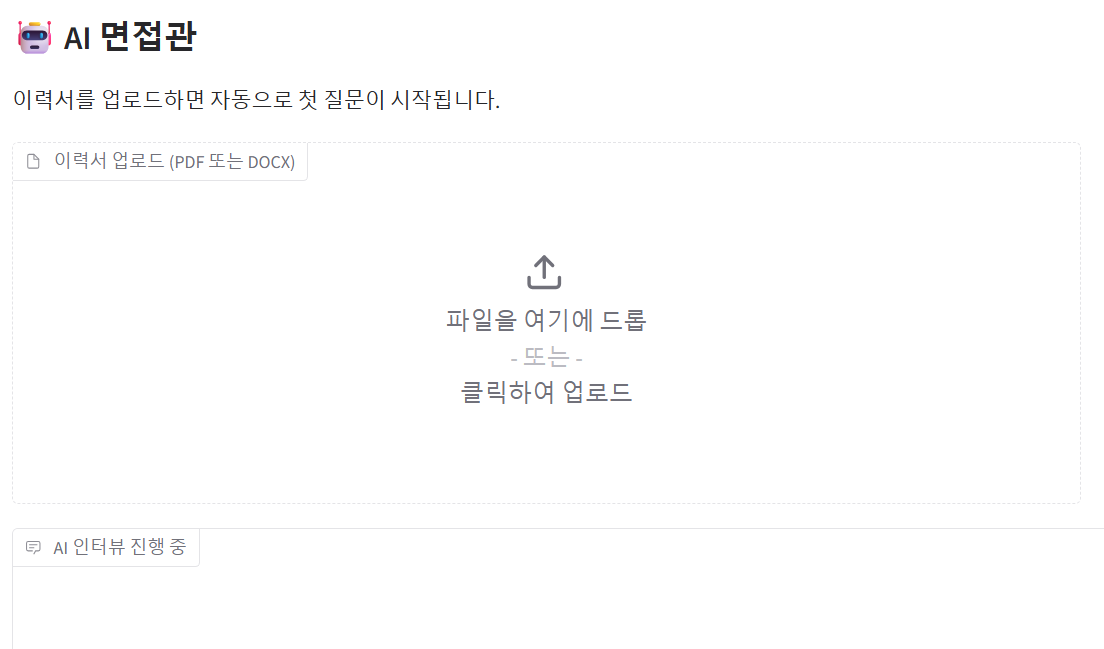 AI 면접관
이력서를 업로드하면 자동으로 첫 질문이 시작됩니다.
이력서 업로드 (PDF 또는 DOCX)
파일을 여기에 드롭
- 또는 -
클릭하여 업로드
AI 인터뷰 진행 중